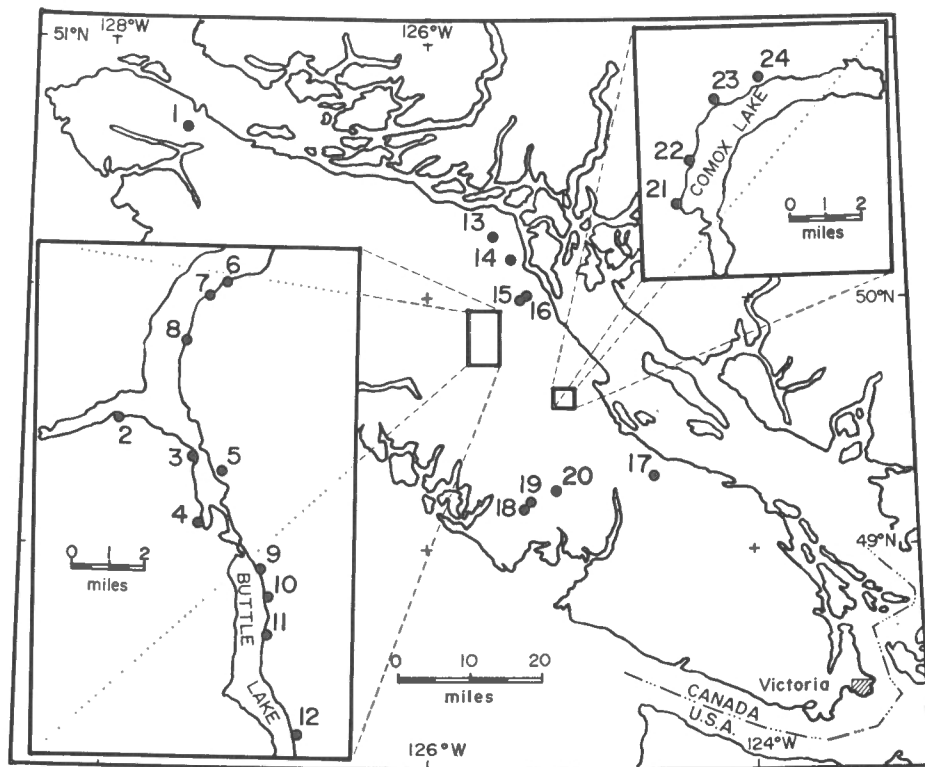 128°W
126°W
51°N
24
23
1
COMOX LAKE
22
21
0 1 2
miles
13
14
6
7
15
16
50°N
8
2
3
5
17
19
20
18
4
49°N
0 1 2
miles
9
10
BUTTLE
11
0 10 20
miles
Victoria
CANADA
U.S.A.
LAKE
12
126°W
124°W